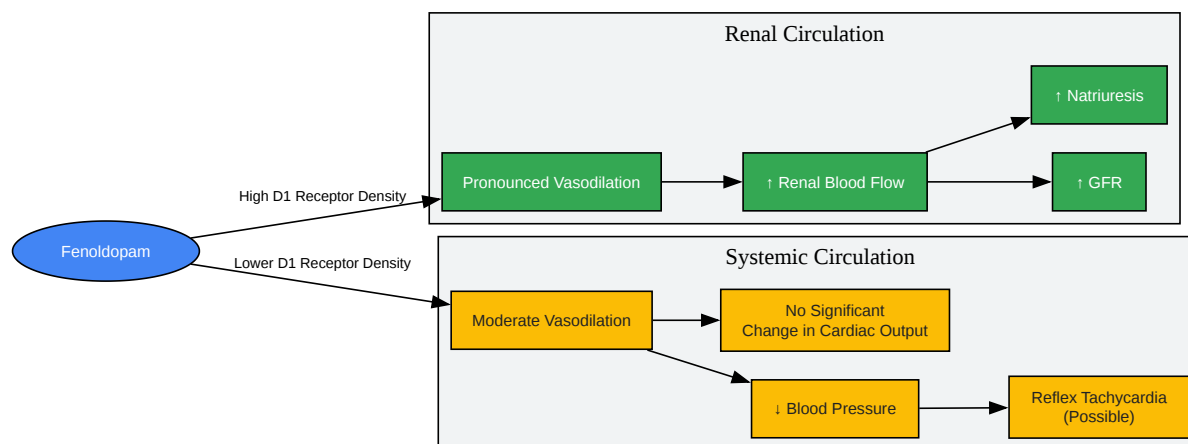 Renal Circulation
↑ Natriuresis
Pronounced Vasodilation
↑ Renal Blood Flow
↑ GFR
High D1 Receptor Density
Fenoldopam
Lower D1 Receptor Density
Systemic Circulation
Moderate Vasodilation
No Significant
Change in Cardiac Output
↓ Blood Pressure
Reflex Tachycardia
(Possible)